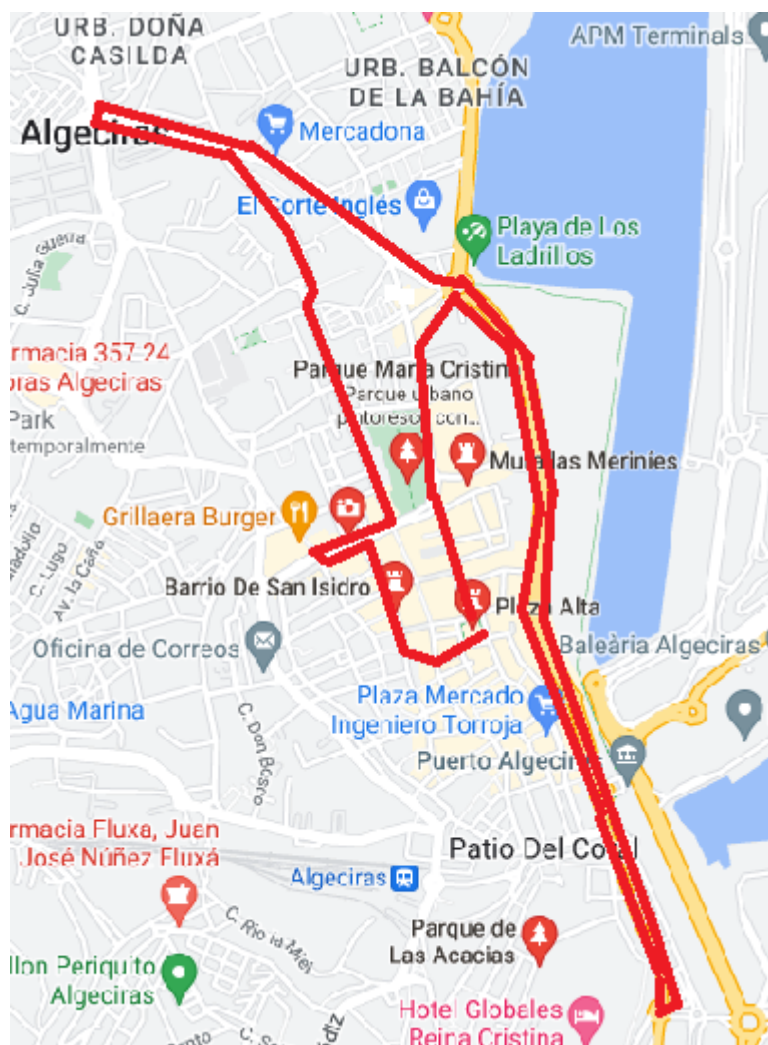 URB. DOÑA
CASILDA
APM Terminals
URB. BALCÓN
DE LA BAHÍA
Algeciras
Mercadona
El Corte Inglés
Playa de Los
Ladrillos
C. Julia Guerra
rmacia 357 24
oras Algeciras
Parque María Cristin
Parque urbano
pintoresco con...
Park
temporalmente
Murallas Meriníes
Grillaera Burger
C. Lugo
Av. la Caña
Barrio De San Isidro
Plaza Alta
Oficina de Correos
Baleària Algeciras
Agua Marina
C. Don Bosco
Plaza Mercado
Ingeniero Torroja
Puerto Algeciras
rmacia Fluxa, Juan
José Núñez Fluxá
Patio Del Coral
Algeciras
C. Río la Miel
Parque de
Las Acacias
llon Periquito
Algeciras
Hotel Globales
Reina Cristina